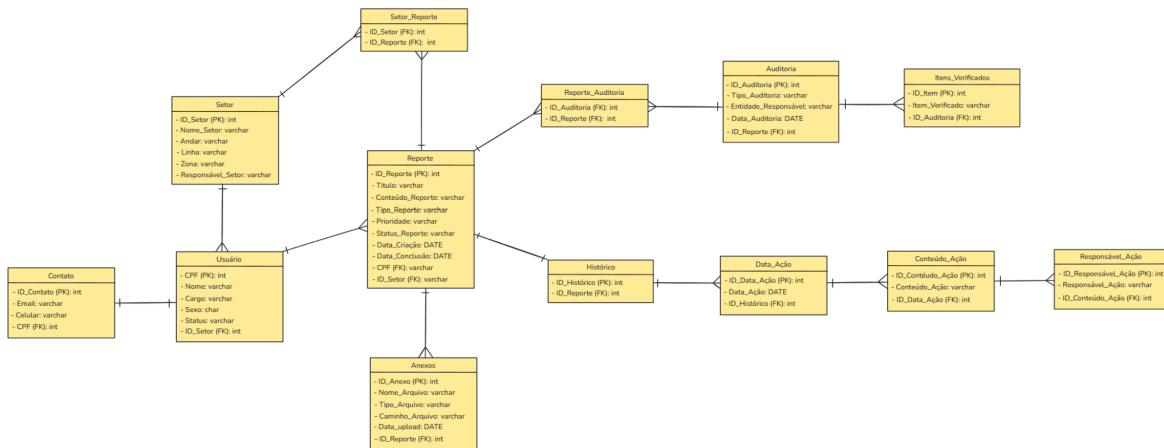 Setor_Reporte
- ID_Setor (FK): int
- ID_Reporte (FK): int
Setor
- ID_Setor (PK): int
- Nome_Setor: varchar
- Andar: varchar
- Linha: varchar
- Zona: varchar
- Responsável_Setor: varchar
Reporte_Auditoria
- ID_Auditoria (FK): int
- ID_Reporte (FK): int
Auditoria
- ID_Auditoria (PK): int
- Tipo_Auditoria: varchar
- Entidade_Responsável: varchar
- Data_Auditoria: DATE
- ID_Reporte (FK): int
Itens_Verificados
- ID_Item (PK): int
- Item_Verificado: varchar
- ID_Auditoria (FK): int
Reporte
- ID_Reporte (PK): int
- Titulo: varchar
- Conteúdo_Reporte: varchar
- Tipo_Reporte: varchar
- Prioridade: varchar
- Status_Reporte: varchar
- Data_Criação: DATE
- Data_Conclusão: DATE
- CPF (FK): varchar
- ID_Setor (FK): varchar
Contato
- ID_Contato (PK): int
- Email: varchar
- Celular: varchar
- CPF (FK): int
Usuário
- CPF (PK): int
- Nome: varchar
- Cargo: varchar
- Sexo: char
- Status: varchar
- ID_Setor (FK): int
Histórico
- ID_Histórico (PK): int
- ID_Reporte (FK): int
Data_Ação
- ID_Data_Ação (PK): int
- Data_Ação: DATE
- ID_Histórico (FK): int
Conteúdo_Ação
- ID_Contéudo_Ação (PK): int
- Conteúdo_Ação: varchar
- ID_Data_Ação (FK): int
Responsável_Ação
- ID_Responsável_Ação (PK): int
- Responsável_Ação: varchar
- ID_Conteúdo_Ação (FK): int
Anexos
- ID_Anexo (PK): int
- Nome_Arquivo: varchar
- Tipo_Arquivo: varchar
- Caminho_Arquivo: varchar
- Data_upload: DATE
- ID_Reporte (FK): int